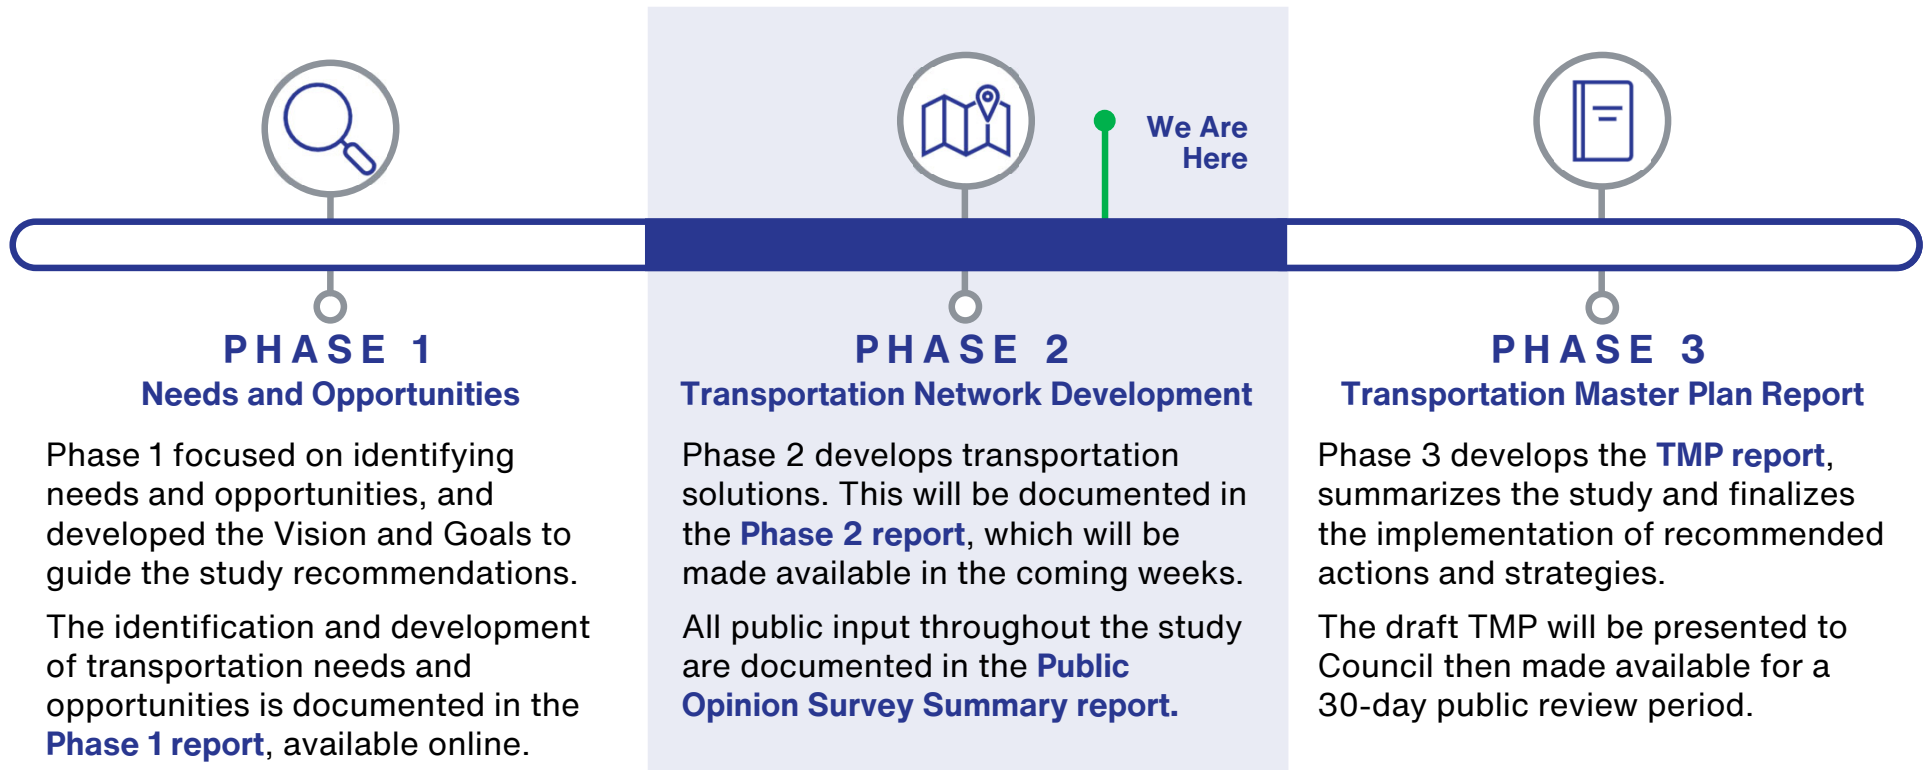 We Are
Here
PHASE 1
Needs and Opportunities
Phase 1 focused on identifying
needs and opportunities, and
developed the Vision and Goals to
guide the study recommendations.
The identification and development
of transportation needs and
opportunities is documented in the
Phase 1 report, available online.
PHASE 2
Transportation Network Development
Phase 2 develops transportation
solutions. This will be documented in
the Phase 2 report, which will be
made available in the coming weeks.
All public input throughout the study
are documented in the Public
Opinion Survey Summary report.
PHASE 3
Transportation Master Plan Report
Phase 3 develops the TMP report,
summarizes the study and finalizes
the implementation of recommended
actions and strategies.
The draft TMP will be presented to
Council then made available for a
30-day public review period.